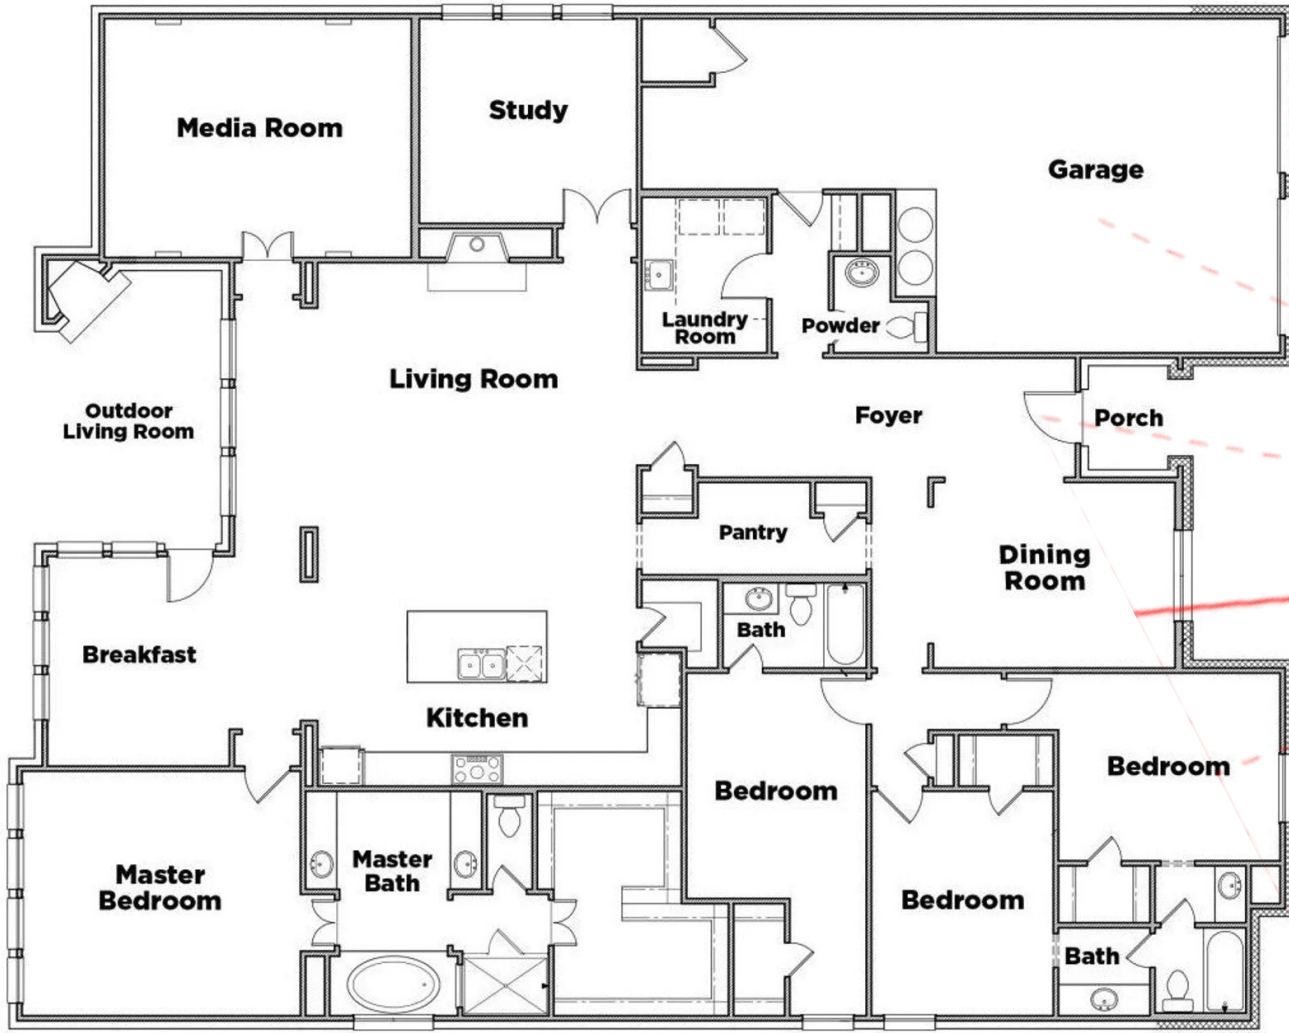 Media Room
Study
Garage
Laundry
Room
Powder
Living Room
Outdoor
Living Room
Foyer
Porch
Pantry
Dining
Room
Bath
Breakfast
Kitchen
Bedroom
Bedroom
Master
Bedroom
Master
Bath
Bedroom
Bath